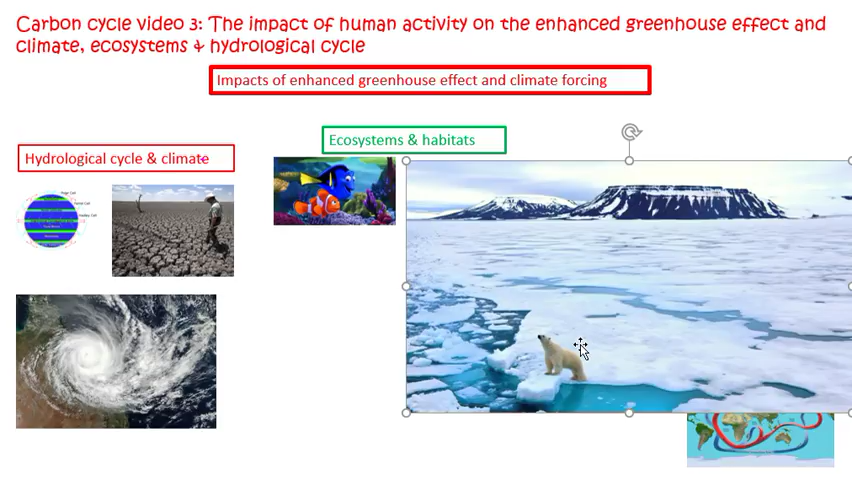 Carbon cycle video 3: The impact of human activity on the enhanced greenhouse effect and
climate, ecosystems & hydrological cycle
Impacts of enhanced greenhouse effect and climate forcing
Ecosystems & habitats
Hydrological cycle & climate